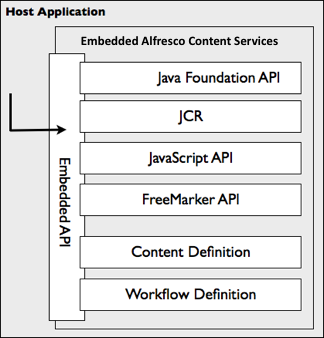 Host Application
Embedded Alfresco Content Services
Java Foundation API
JCR
JavaScript API
FreeMarker API
Content Definition
Workflow Definition
Embedded API